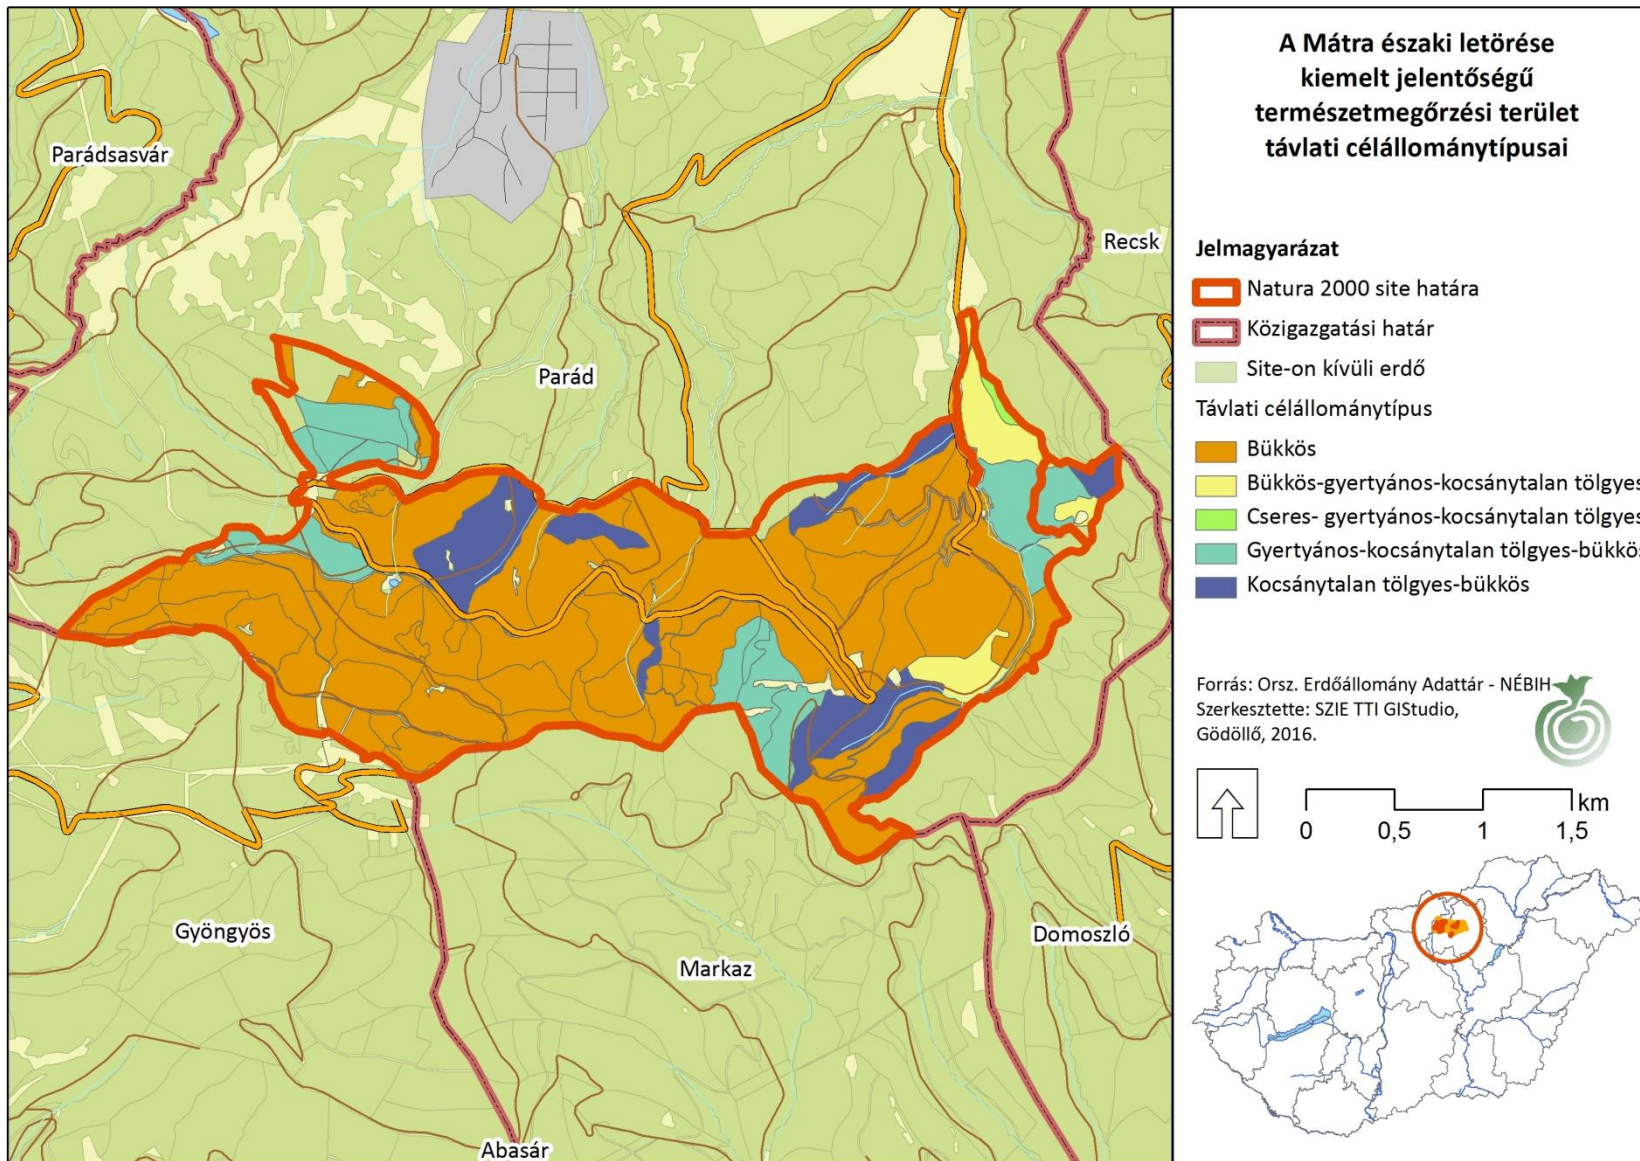 A Mátra északi letörése
kiemelt jelentőségű
természetmegőrzési terület
távlati célállománytípusai
Parádsasvár
Recsk
Parád
Gyöngyös
Markaz
Domoszló
Abasár
Jelmagyarázat
Natura 2000 site határa
Közigazgatási határ
Site-on kívüli erdő
Távlati célállománytípus
Bükkös
Bükkös-gyertyános-kocsánytalan tölgyes
Cseres- gyertyános-kocsánytalan tölgyes
Gyertyános-kocsánytalan tölgyes-bükkös
Kocsánytalan tölgyes-bükkös
Forrás: Orsz. Erdőállomány Adattár - NÉBIH
Szerkesztette: SZIE TTI GIStudio,
Gödöllő, 2016.
km
0 0,5 1 1,5